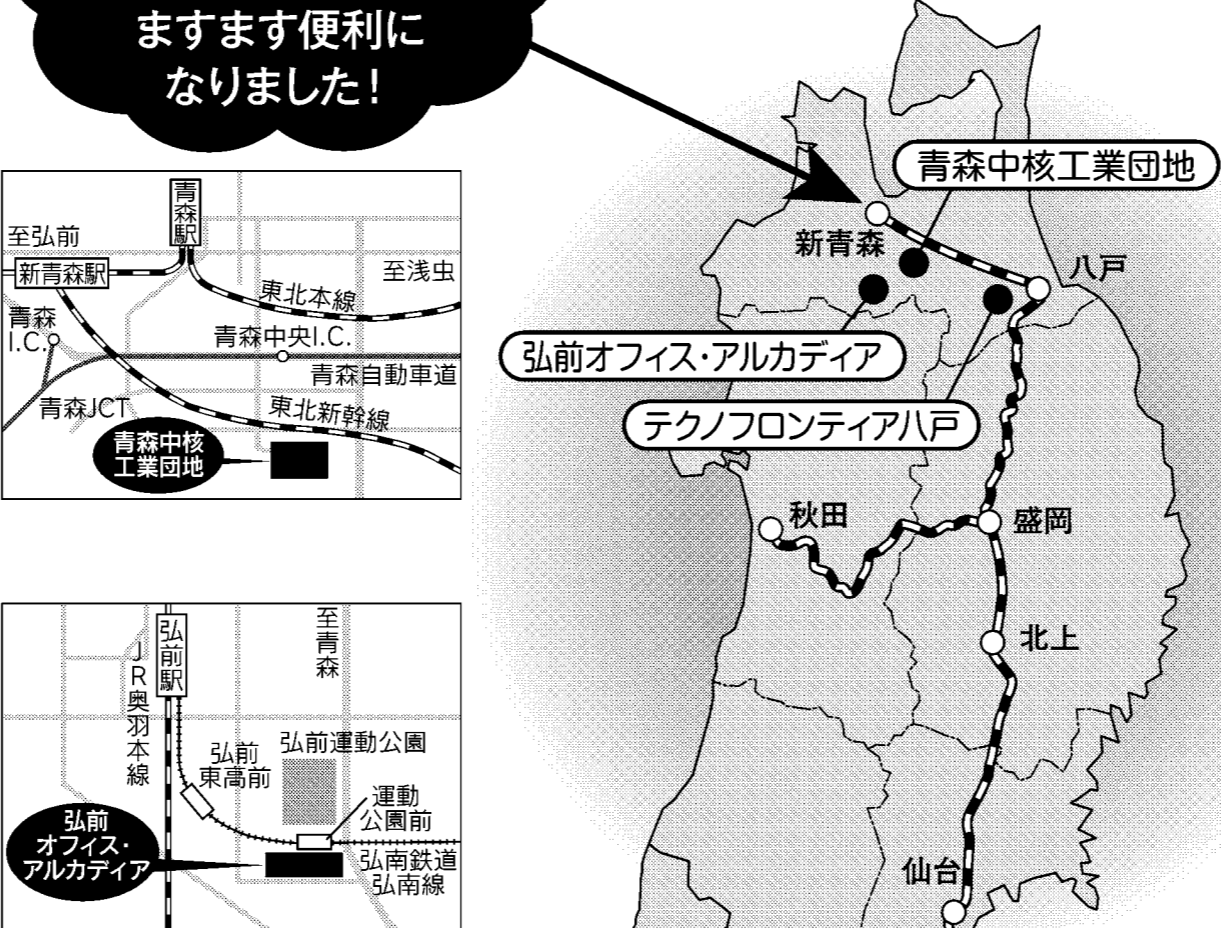 ますます便利に
なりました!
青森駅
至弘前
新青森駅
至浅虫
東北本線
青森
I.C.
青森中央I.C.
青森自動車道
青森JCT
東北新幹線
青森中核
工業団地
弘前駅
至青森
JR奥羽本線
弘前運動公園
弘前
東高前
運動
公園前
弘前
オフィス・
アルカディア
弘南鉄道
弘南線
青森中核工業団地
新青森
八戸
弘前オフィス・アルカディア
テクノフロンティア八戸
秋田
盛岡
北上
仙台